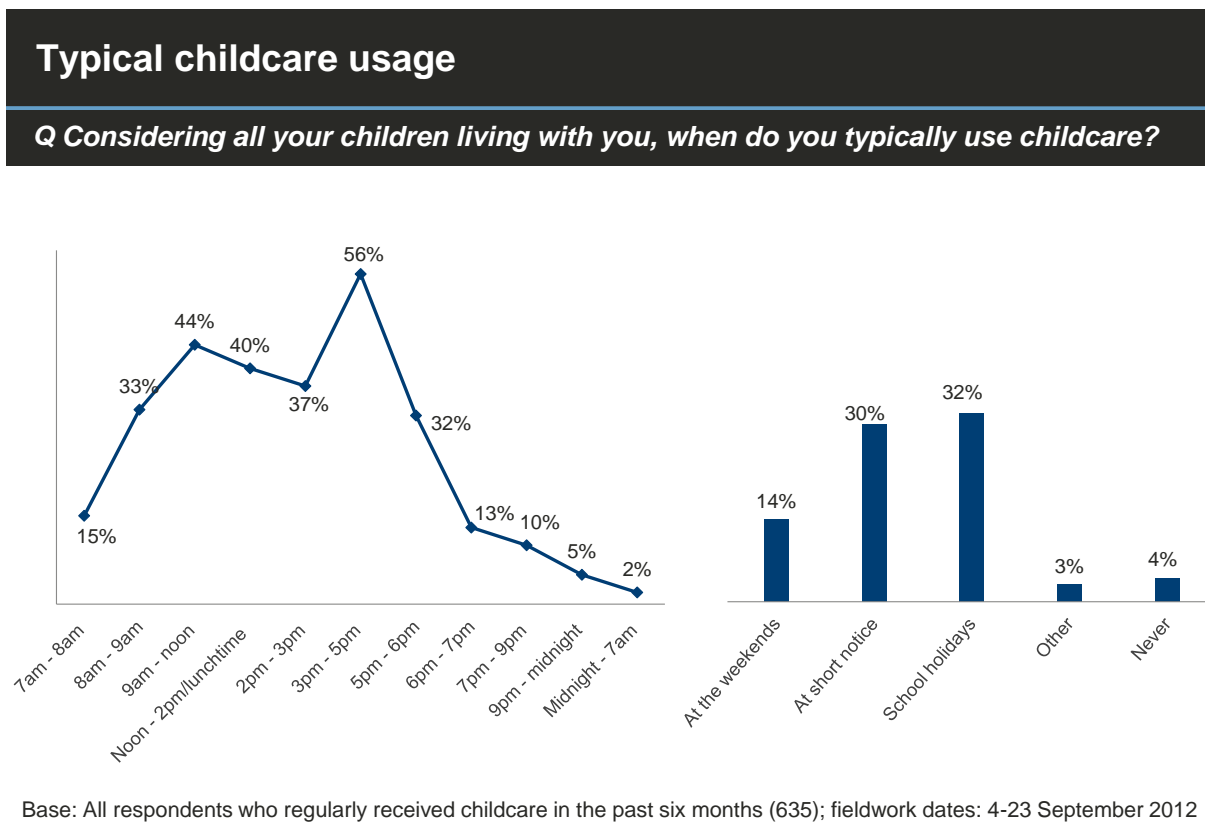 Typical childcare usage
Q Considering all your children living with you, when do you typically use childcare?
56%
44%
40%
33%
37%
32%
15%
13%
10%
5%
2%
7am - 8am
8am - 9am
9am - noon
Noon - 2pm/lunchtime
2pm - 3pm
3pm - 5pm
5pm - 6pm
6pm - 7pm
7pm - 9pm
9pm - midnight
Midnight - 7am
14%
30%
32%
3%
4%
At the weekends
At short notice
School holidays
Other
Never
Base: All respondents who regularly received childcare in the past six months (635); fieldwork dates: 4-23 September 2012